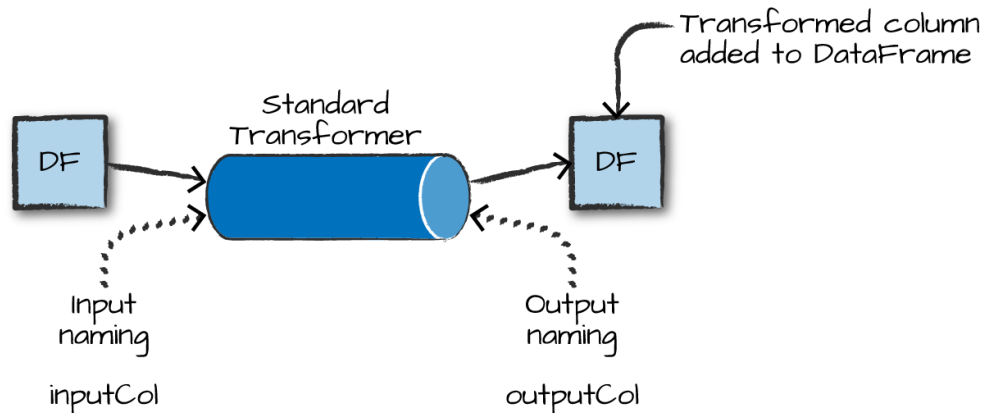 Transformed column
added to DataFrame
Standard
Transformer
DF
DF
Input
naming
Output
naming
inputCol
outputCol